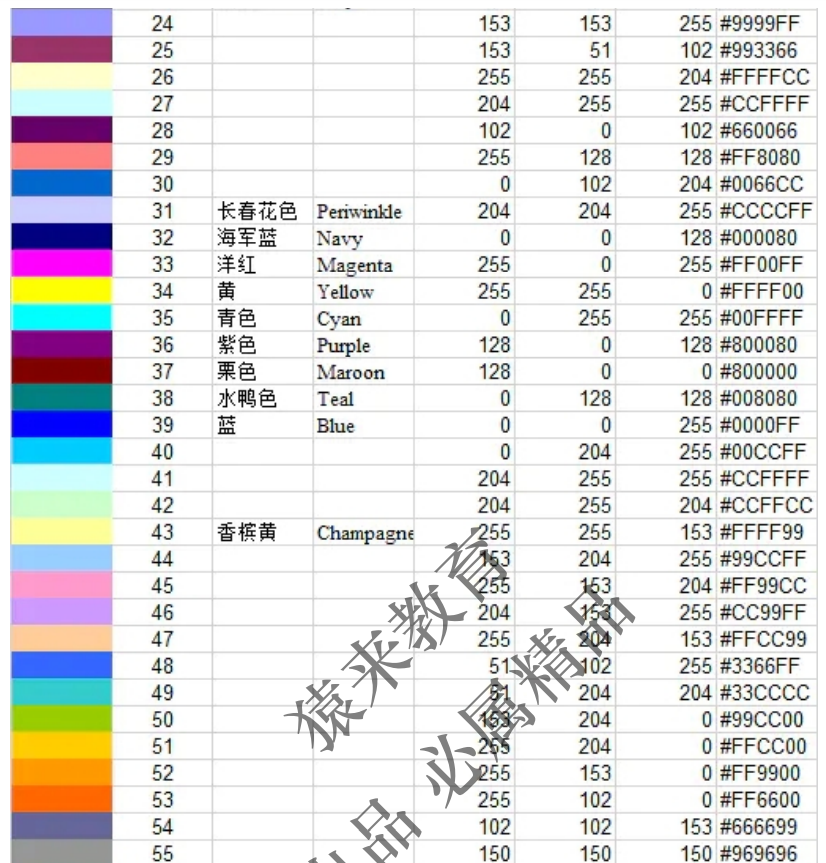 24 153 153 255 #9999FF
25 153 51 102 #993366
26 255 255 204 #FFFFCC
27 204 255 255 #CCFFFF
28 102 0 102 #660066
29 255 128 128 #FF8080
30 0 102 204 #0066CC
31 长春花色 Periwinkle 204 204 255 #CCCCFF
32 海军蓝 Navy 0 0 128 #000080
33 洋红 Magenta 255 0 255 #FF00FF
34 黄 Yellow 255 255 0 #FFFF00
35 青色 Cyan 0 255 255 #00FFFF
36 紫色 Purple 128 0 128 #800080
37 栗色 Maroon 128 0 0 #800000
38 水鸭色 Teal 0 128 128 #008080
39 蓝 Blue 0 0 255 #0000FF
40 0 204 255 #00CCFF
41 204 255 255 #CCFFFF
42 204 255 204 #CCFFCC
43 香槟黄 Champagne 255 255 153 #FFFF99
44 153 204 255 #99CCFF
45 255 153 204 #FF99CC
46 204 153 255 #CC99FF
47 255 204 153 #FFCC99
48 51 102 255 #3366FF
49 51 204 204 #33CCCC
50 153 204 0 #99CC00
51 255 204 0 #FFCC00
52 255 153 0 #FF9900
53 255 102 0 #FF6600
54 102 102 153 #666699
55 150 150 150 #969696
猿来教育
品 必属精品